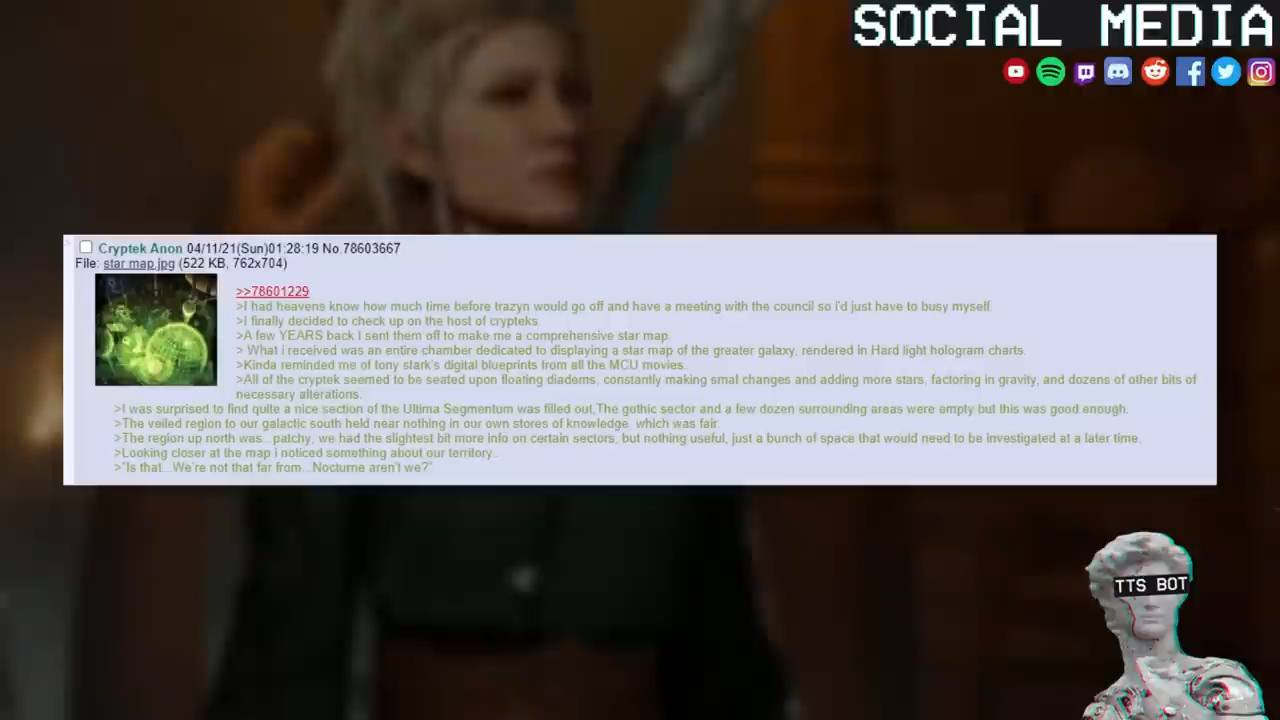 SOCIAL MEDIA
Cryptek Anon 04/11/21(Sun)01:28:19 No.78603667
File: star map.jpg (522 KB, 762x704)
>>78601229
>I had heavens know how much time before trazyn would go off and have a meeting with the council so i'd just have to busy myself.
>I finally decided to check up on the host of crypteks.
>A few YEARS back I sent them off to make me a comprehensive star map.
> What i received was an entire chamber dedicated to displaying a star map of the greater galaxy, rendered in Hard light hologram charts.
>Kinda reminded me of tony stark's digital blueprints from all the MCU movies.
>All of the cryptek seemed to be seated upon floating diadoms, constantly making smal changes and adding more stars, factoring in gravity, and dozens of other bits of
necessary alterations.
>I was surprised to find quite a nice section of the Ultima Segmentum was filled out,The gothic sector and a few dozen surrounding areas were empty but this was good enough.
>The veiled region to our galactic south held near nothing in our own stores of knowledge, which was fair.
>The region up north was...patchy, we had the slightest bit more info on certain sectors, but nothing useful, just a bunch of space that would need to be investigated at a later time.
>Looking closer at the map i noticed something about our territory..
>"Is that...We're not that far from...Nocturne aren't we?"
TTS BOT